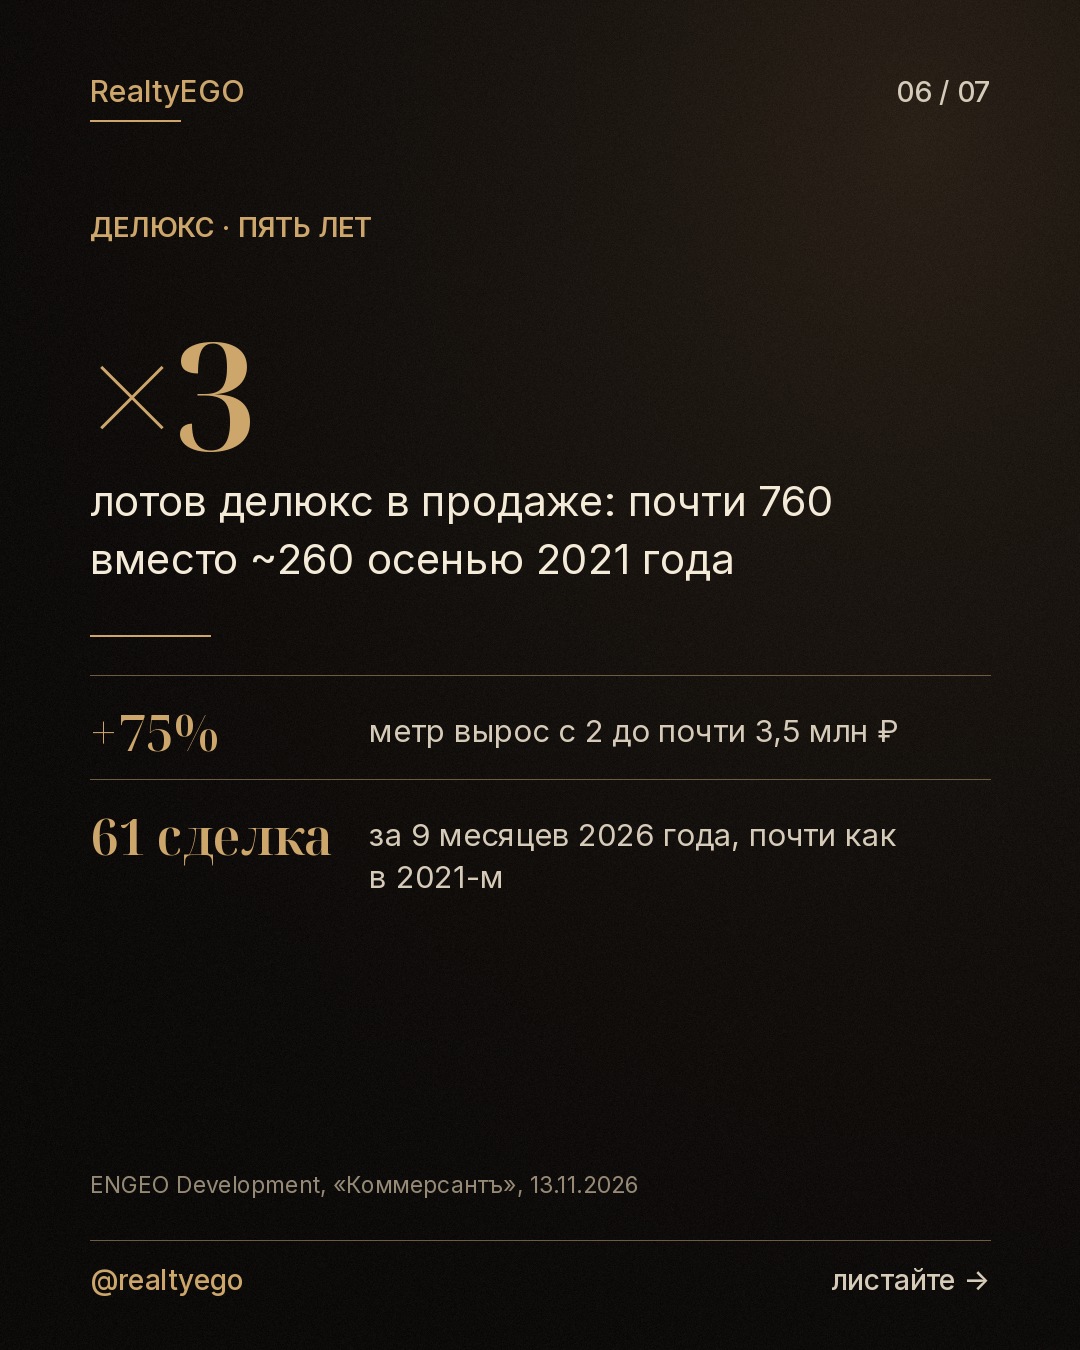 RealtyEGO
06 / 07
ДЕЛЮКС · ПЯТЬ ЛЕТ
×3
лотов делюкс в продаже: почти 760
вместо ~260 осенью 2021 года
+75%
метр вырос с 2 до почти 3,5 млн ₽
61 сделка
за 9 месяцев 2026 года, почти как
в 2021-м
ENGEO Development, «Коммерсантъ», 13.11.2026
@realtyego
листайте →